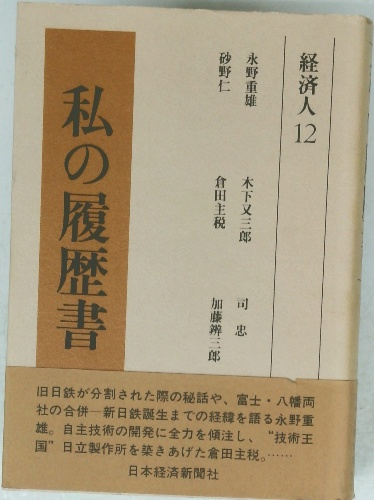 経済人12
永野重雄 木下又三郎 司忠
砂野仁 倉田主税 加藤辨三郎
私の履歴書
旧日鉄が分割された際の秘話や、富士・八幡両
社の合併―新日鉄誕生までの経緯を語る永野重
雄。自主技術の開発に全力を傾注し、“技術王
国”日立製作所を築きあげた倉田主税。……
日本経済新聞社